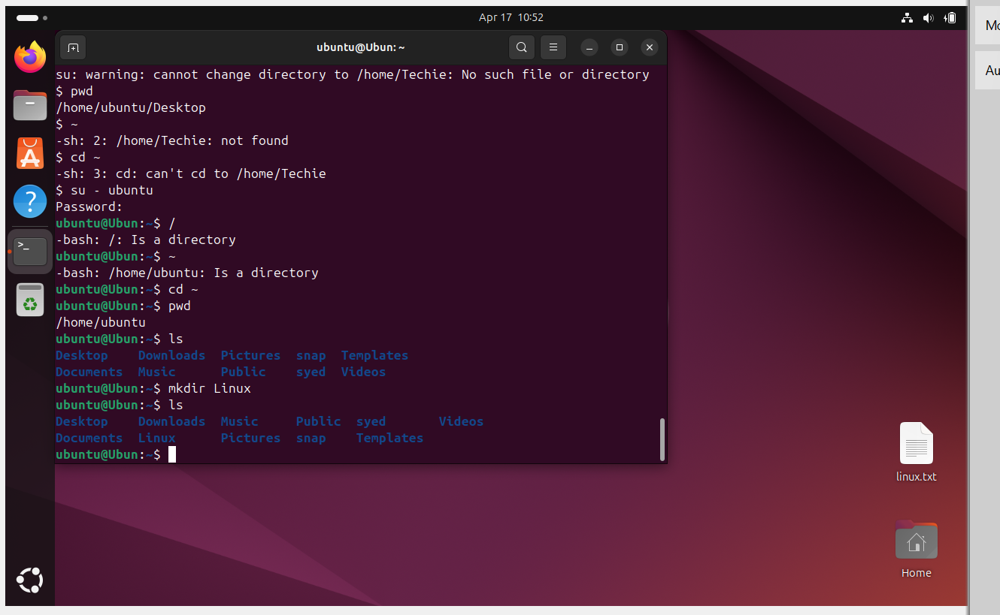 Apr 17 10:52
ubuntu@Ubun: ~
su: warning: cannot change directory to /home/Techie: No such file or directory
$ pwd
/home/ubuntu/Desktop
$ ~
-sh: 2: /home/Techie: not found
$ cd ~
-sh: 3: cd: can't cd to /home/Techie
$ su - ubuntu
Password:
ubuntu@Ubun:~$ /
-bash: /: Is a directory
ubuntu@Ubun:~$ ~
-bash: /home/ubuntu: Is a directory
ubuntu@Ubun:~$ cd ~
ubuntu@Ubun:~$ pwd
/home/ubuntu
ubuntu@Ubun:~$ ls
Desktop Downloads Pictures snap Templates
Documents Music Public syed Videos
ubuntu@Ubun:~$ mkdir Linux
ubuntu@Ubun:~$ ls
Desktop Downloads Music Public syed Videos
Documents Linux Pictures snap Templates
ubuntu@Ubun:~$
linux.txt
Home
Mo
Au